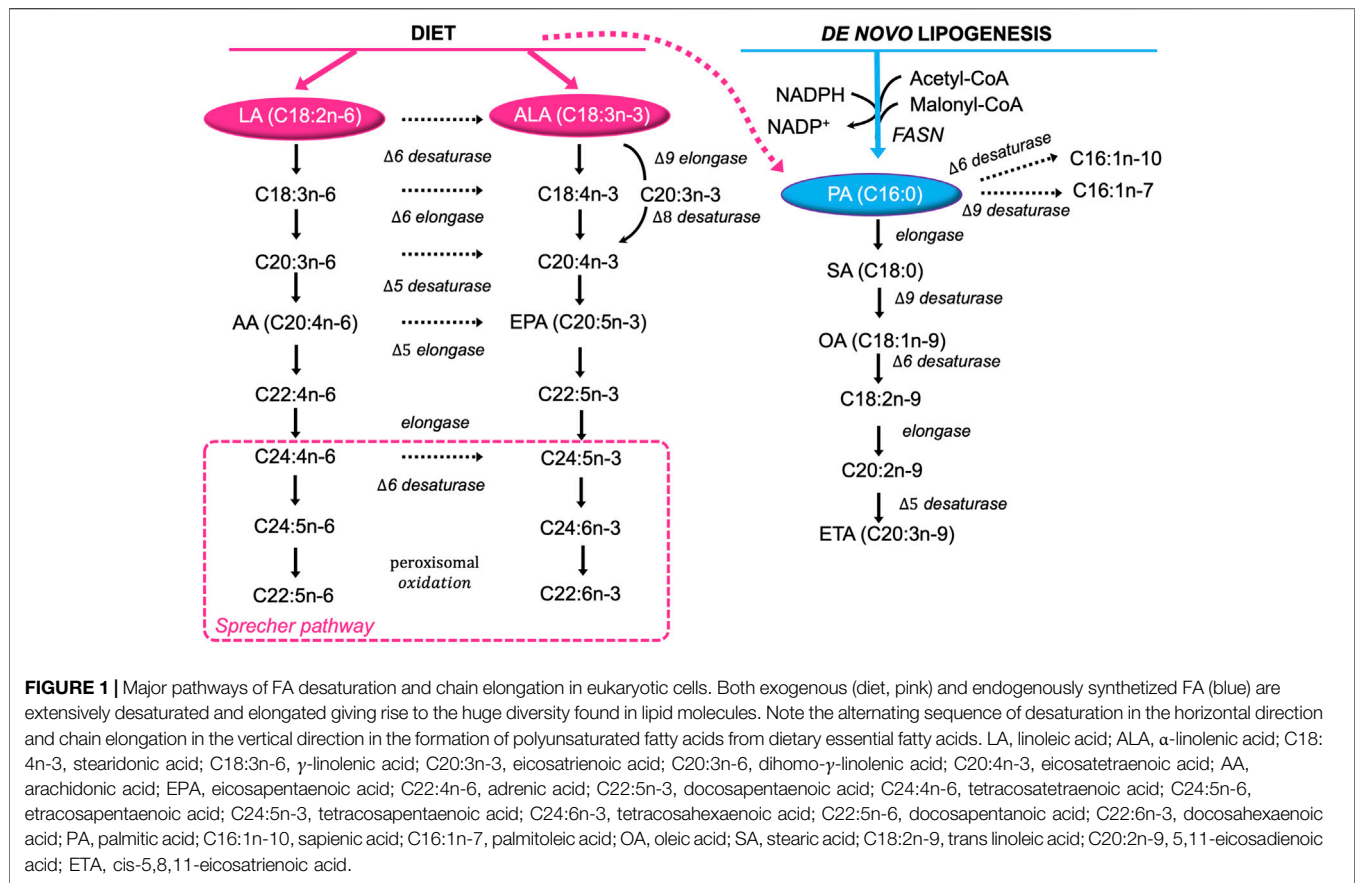 DIET
DE NOVO LIPOGENESIS
LA (C18:2n-6)
ALA (C18:3n-3)
Δ6 desaturase
Δ9 elongase
C18:3n-6
C18:4n-3
C20:3n-3
Δ6 elongase
Δ8 desaturase
C20:3n-6
C20:4n-3
Δ5 desaturase
AA (C20:4n-6)
EPA (C20:5n-3)
Δ5 elongase
C22:4n-6
C22:5n-3
elongase
C24:4n-6
C24:5n-3
Δ6 desaturase
C24:5n-6
C24:6n-3
peroxisomal
oxidation
C22:5n-6
C22:6n-3
Sprecher pathway
NADPH
NADP+
Acetyl-CoA
Malonyl-CoA
FASN
PA (C16:0)
Δ6 desaturase
C16:1n-10
C16:1n-7
Δ9 desaturase
elongase
SA (C18:0)
Δ9 desaturase
OA (C18:1n-9)
Δ6 desaturase
C18:2n-9
elongase
C20:2n-9
Δ5 desaturase
ETA (C20:3n-9)
FIGURE 1 | Major pathways of FA desaturation and chain elongation in eukaryotic cells. Both exogenous (diet, pink) and endogenously synthetized FA (blue) are
extensively desaturated and elongated giving rise to the huge diversity found in lipid molecules. Note the alternating sequence of desaturation in the horizontal direction
and chain elongation in the vertical direction in the formation of polyunsaturated fatty acids from dietary essential fatty acids. LA, linoleic acid; ALA, α-linolenic acid; C18:
4n-3, stearidonic acid; C18:3n-6, γ-linolenic acid; C20:3n-3, eicosatrienoic acid; C20:3n-6, dihomo-γ-linolenic acid; C20:4n-3, eicosatetraenoic acid; AA,
arachidonic acid; EPA, eicosapentaenoic acid; C22:4n-6, adrenic acid; C22:5n-3, docosapentaenoic acid; C24:4n-6, tetracosatetraenoic acid; C24:5n-6,
etracosapentaenoic acid; C24:5n-3, tetracosapentaenoic acid; C24:6n-3, tetracosahexaenoic acid; C22:5n-6, docosapentanoic acid; C22:6n-3, docosahexaenoic
acid; PA, palmitic acid; C16:1n-10, sapienic acid; C16:1n-7, palmitoleic acid; OA, oleic acid; SA, stearic acid; C18:2n-9, trans linoleic acid; C20:2n-9, 5,11-eicosadienoic
acid; ETA, cis-5,8,11-eicosatrienoic acid.